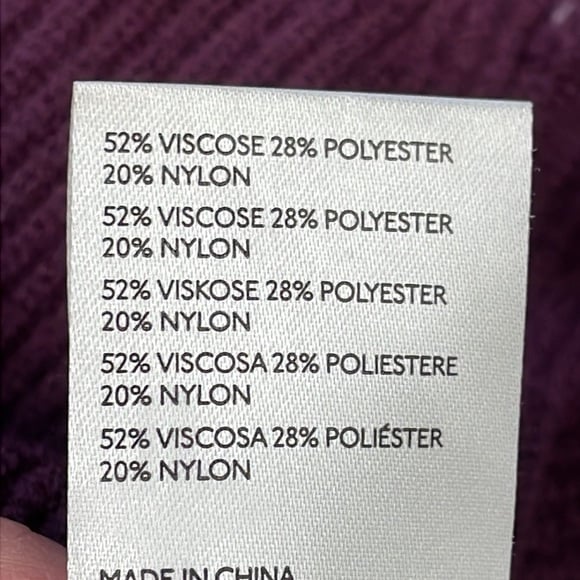 52% VISCOSE 28% POLYESTER
20% NYLON
52% VISCOSE 28% POLYESTER
20% NYLON
52% VISKOSE 28% POLYESTER
20% NYLON
52% VISCOSA 28% POLIESTERE
20% NYLON
52% VISCOSA 28% POLIÉSTER
20% NYLON
MADE IN CHINA